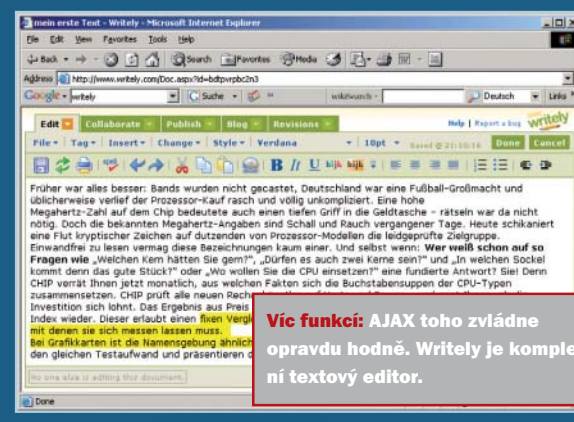 mein erste Text - Writely - Microsoft Internet Explorer
File Edit View Favorites Tools Help
Back Search Favorites Media
Address http://www.writely.com/Doc.aspx?id=bdtpvrpbc2n3
Google writely Suche wikiwurch Deutsch Links
Edit Collaborate Publish Blog Revisions Help | Report a bug writely
File Tag Insert Change Style Verdana 10pt Saved @ 21:10:16 Done Cancel
Früher war alles besser: Bands wurden nicht gecastet, Deutschland war eine Fußball-Großmacht und
üblicherweise verlief der Prozessor-Kauf rasch und völlig unkompliziert. Eine hohe
Megahertz-Zahl auf dem Chip bedeutete auch einen tiefen Griff in die Geldtasche – rätseln war da nicht
nötig. Doch die bekannten Megahertz-Angaben sind Schall und Rauch vergangener Tage. Heute schikaniert
eine Flut kryptischer Zeichen auf dutzenden von Prozessor-Modellen die leidgeprüfte Zielgruppe.
Einwandfrei zu lesen vermag diese Bezeichnungen kaum einer. Und selbst wenn: Wer weiß schon auf so
Fragen wie „Welchen Kern hätten Sie gern?", „Dürfen es auch zwei Kerne sein?" und „In welchen Sockel
kommt denn das gute Stück?" oder „Wo wollen Sie die CPU einsetzen?" eine fundierte Antwort? Sie! Denn
CHIP verrät Ihnen jetzt monatlich, aus welchen Fakten sich die Buchstabensuppen der CPU-Typen
zusammensetzen. CHIP prüft alle neuen
Investition sich lohnt. Das Ergebnis aus Preis
Index wieder. Dieser erlaubt einen fixen
mit denen sie sich messen lassen muss.
Bei Grafikkarten ist die Namensgebung ähnlich
den gleichen Testaufwand und präsentieren
No one else is editing this document.
Done
Víc funkcí: AJAX toho zvládne
opravdu hodně. Writely je komple
ní textový editor.